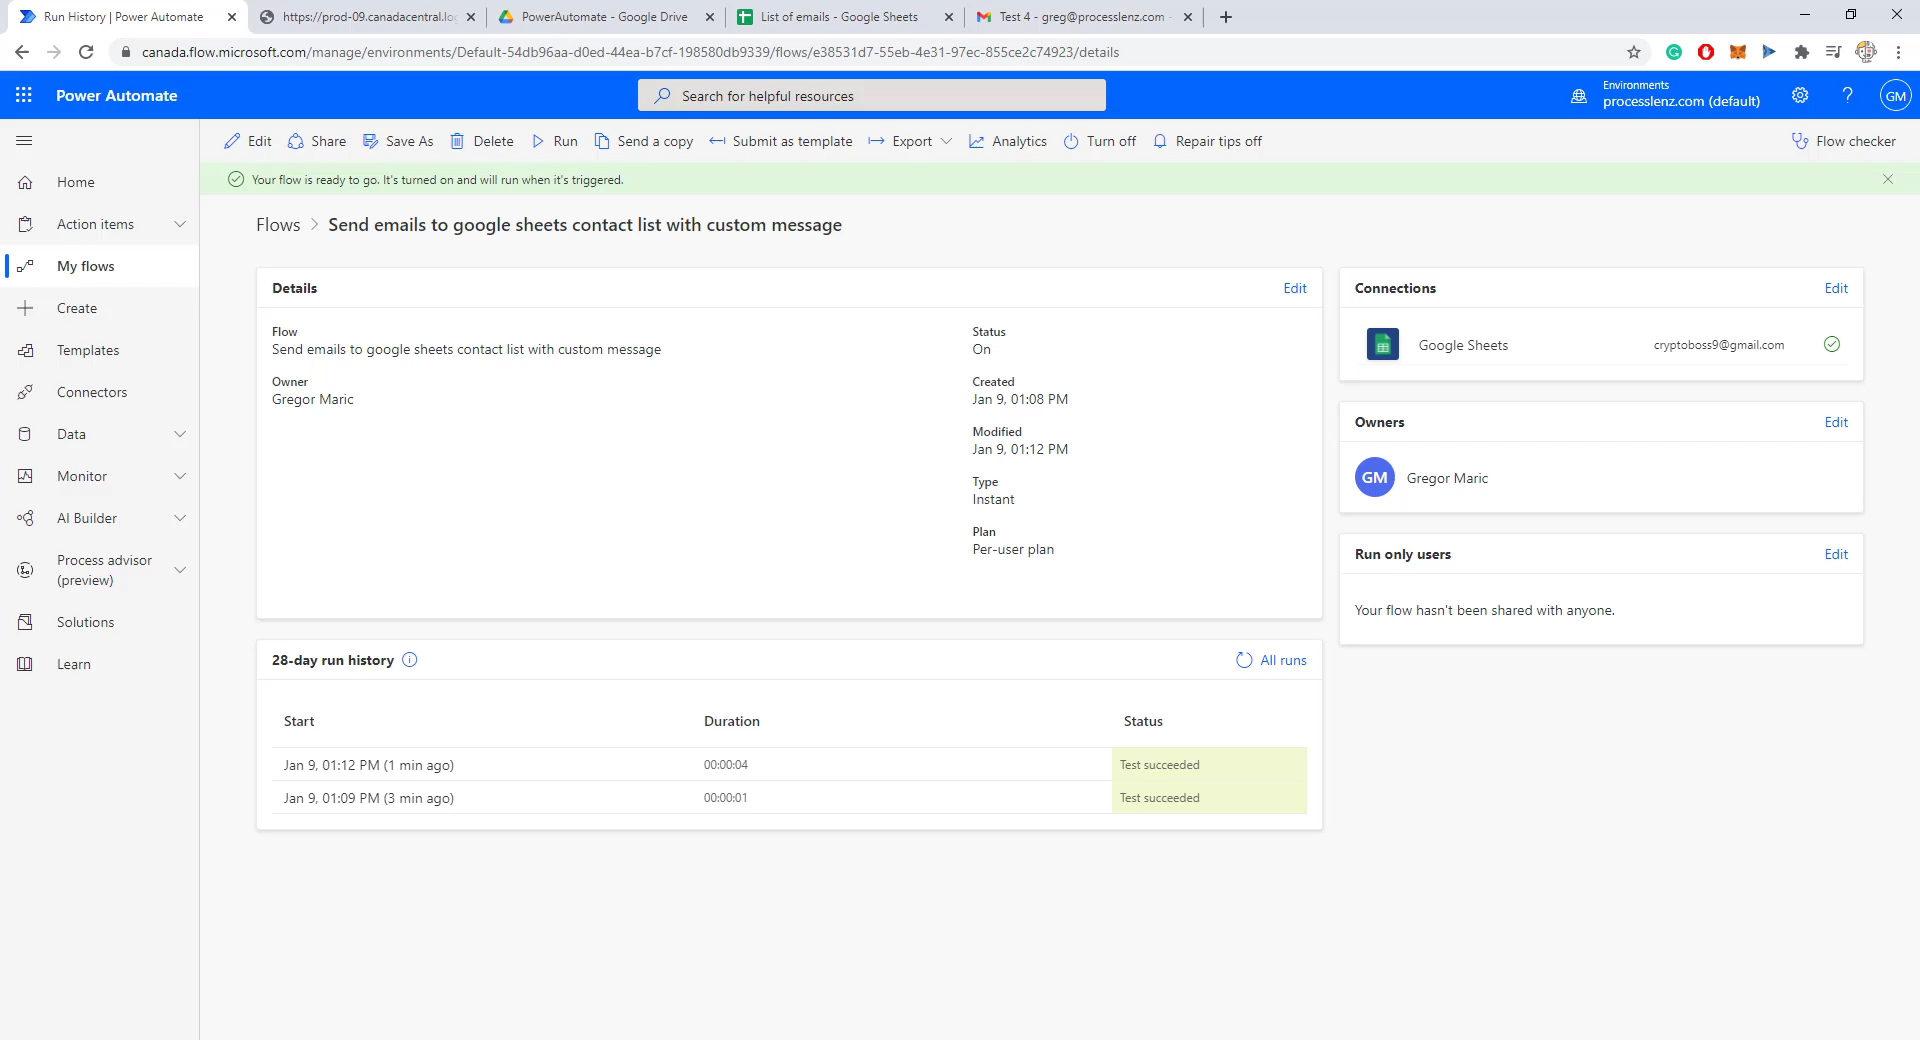 Run History | Power Automate
https://prod-09.canadacentral.lo
PowerAutomate - Google Drive
List of emails - Google Sheets
Test 4 - greg@processlenz.com -
canada.flow.microsoft.com/manage/environments/Default-54db96aa-d0ed-44ea-b7cf-198580db9339/flows/e38531d7-55eb-4e31-97ec-855ce2c74923/details
Power Automate
Search for helpful resources
Environments
processlenz.com (default)
?
GM
Edit
Share
Save As
Delete
Run
Send a copy
Submit as template
Export
Analytics
Turn off
Repair tips off
Flow checker
Your flow is ready to go. It's turned on and will run when it's triggered.
Home
Action items
My flows
Create
Templates
Connectors
Data
Monitor
AI Builder
Process advisor
(preview)
Solutions
Learn
Flows > Send emails to google sheets contact list with custom message
Details
Edit
Flow
Send emails to google sheets contact list with custom message
Owner
Gregor Maric
Status
On
Created
Jan 9, 01:08 PM
Modified
Jan 9, 01:12 PM
Type
Instant
Plan
Per-user plan
Connections
Edit
Google Sheets
cryptoboss9@gmail.com
Owners
Edit
GM
Gregor Maric
Run only users
Edit
Your flow hasn't been shared with anyone.
28-day run history
All runs
Start
Duration
Status
Jan 9, 01:12 PM (1 min ago)
00:00:04
Test succeeded
Jan 9, 01:09 PM (3 min ago)
00:00:01
Test succeeded